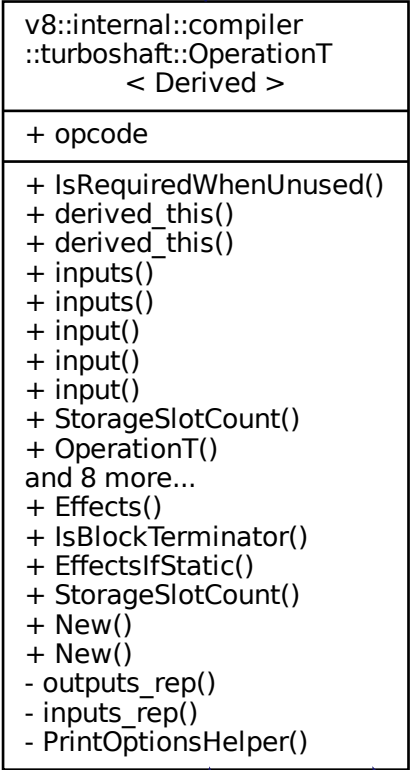 v8::internal::compiler
::turboshaft::OperationT
< Derived >
+ opcode
+ IsRequiredWhenUnused()
+ derived_this()
+ derived_this()
+ inputs()
+ inputs()
+ input()
+ input()
+ input()
+ StorageSlotCount()
+ OperationT()
and 8 more...
+ Effects()
+ IsBlockTerminator()
+ EffectsIfStatic()
+ StorageSlotCount()
+ New()
+ New()
- outputs_rep()
- inputs_rep()
- PrintOptionsHelper()